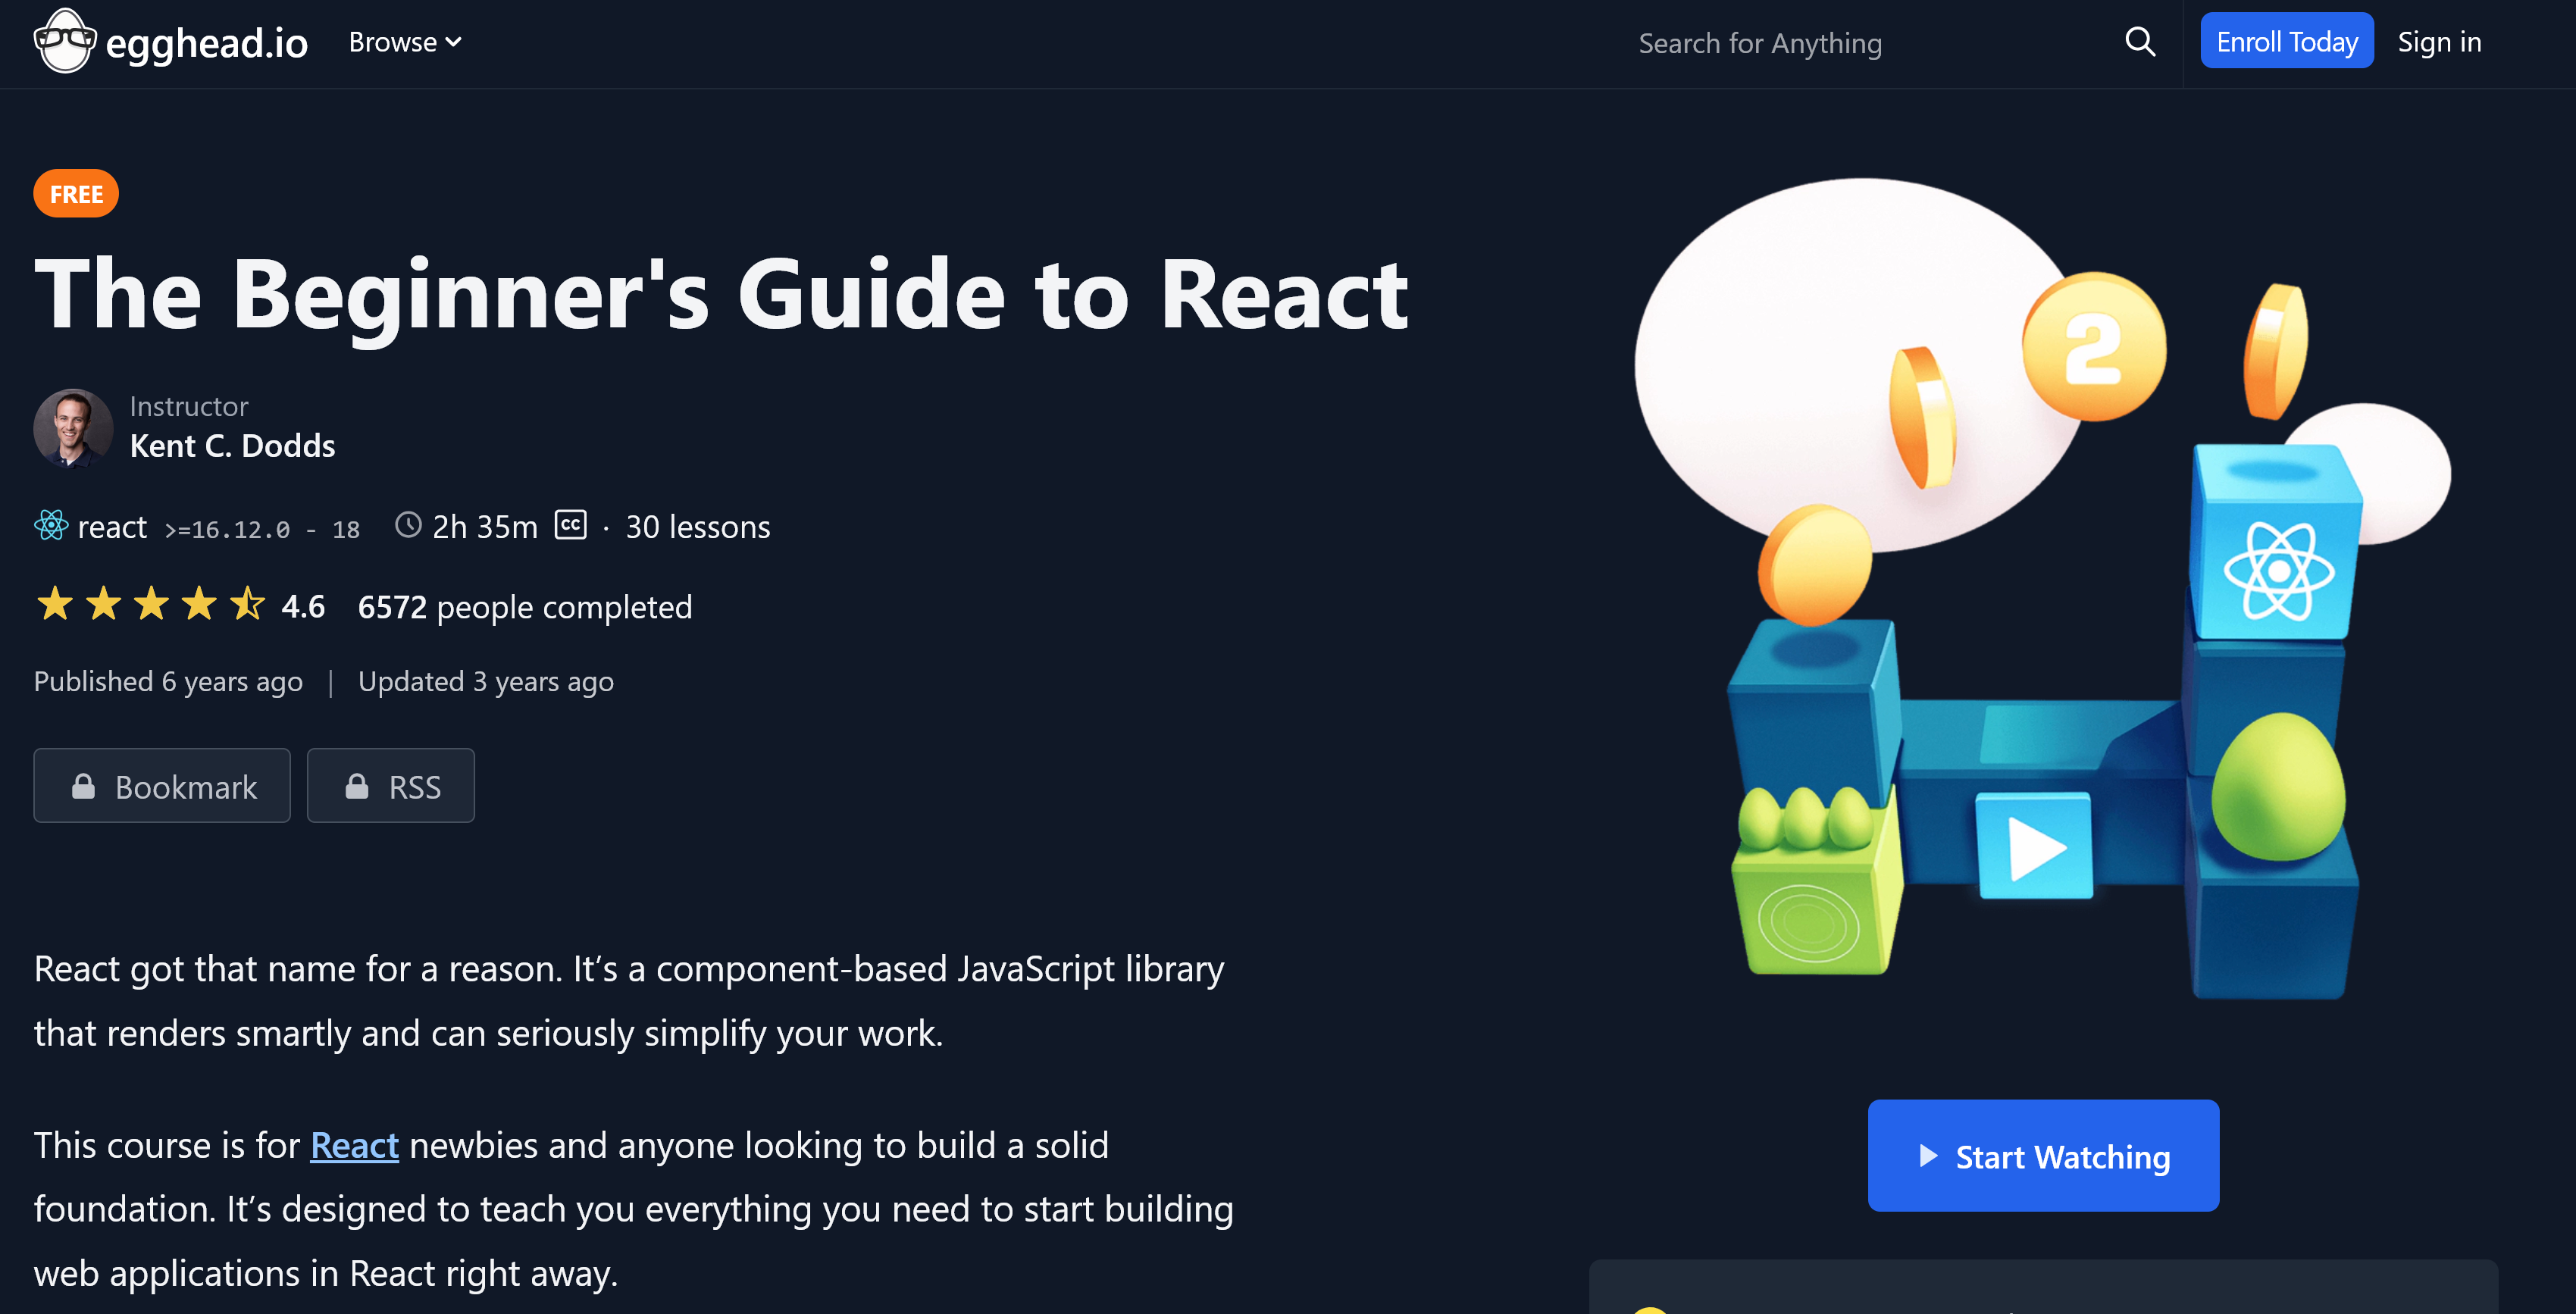 egghead.io
Browse
Search for Anything
Enroll Today
Sign in
FREE
The Beginner's Guide to React
Instructor
Kent C. Dodds
react >=16.12.0 - 18 2h 35m CC · 30 lessons
4.6 6572 people completed
Published 6 years ago | Updated 3 years ago
Bookmark
RSS
React got that name for a reason. It’s a component-based JavaScript library
that renders smartly and can seriously simplify your work.
This course is for React newbies and anyone looking to build a solid
foundation. It’s designed to teach you everything you need to start building
web applications in React right away.
2
Start Watching